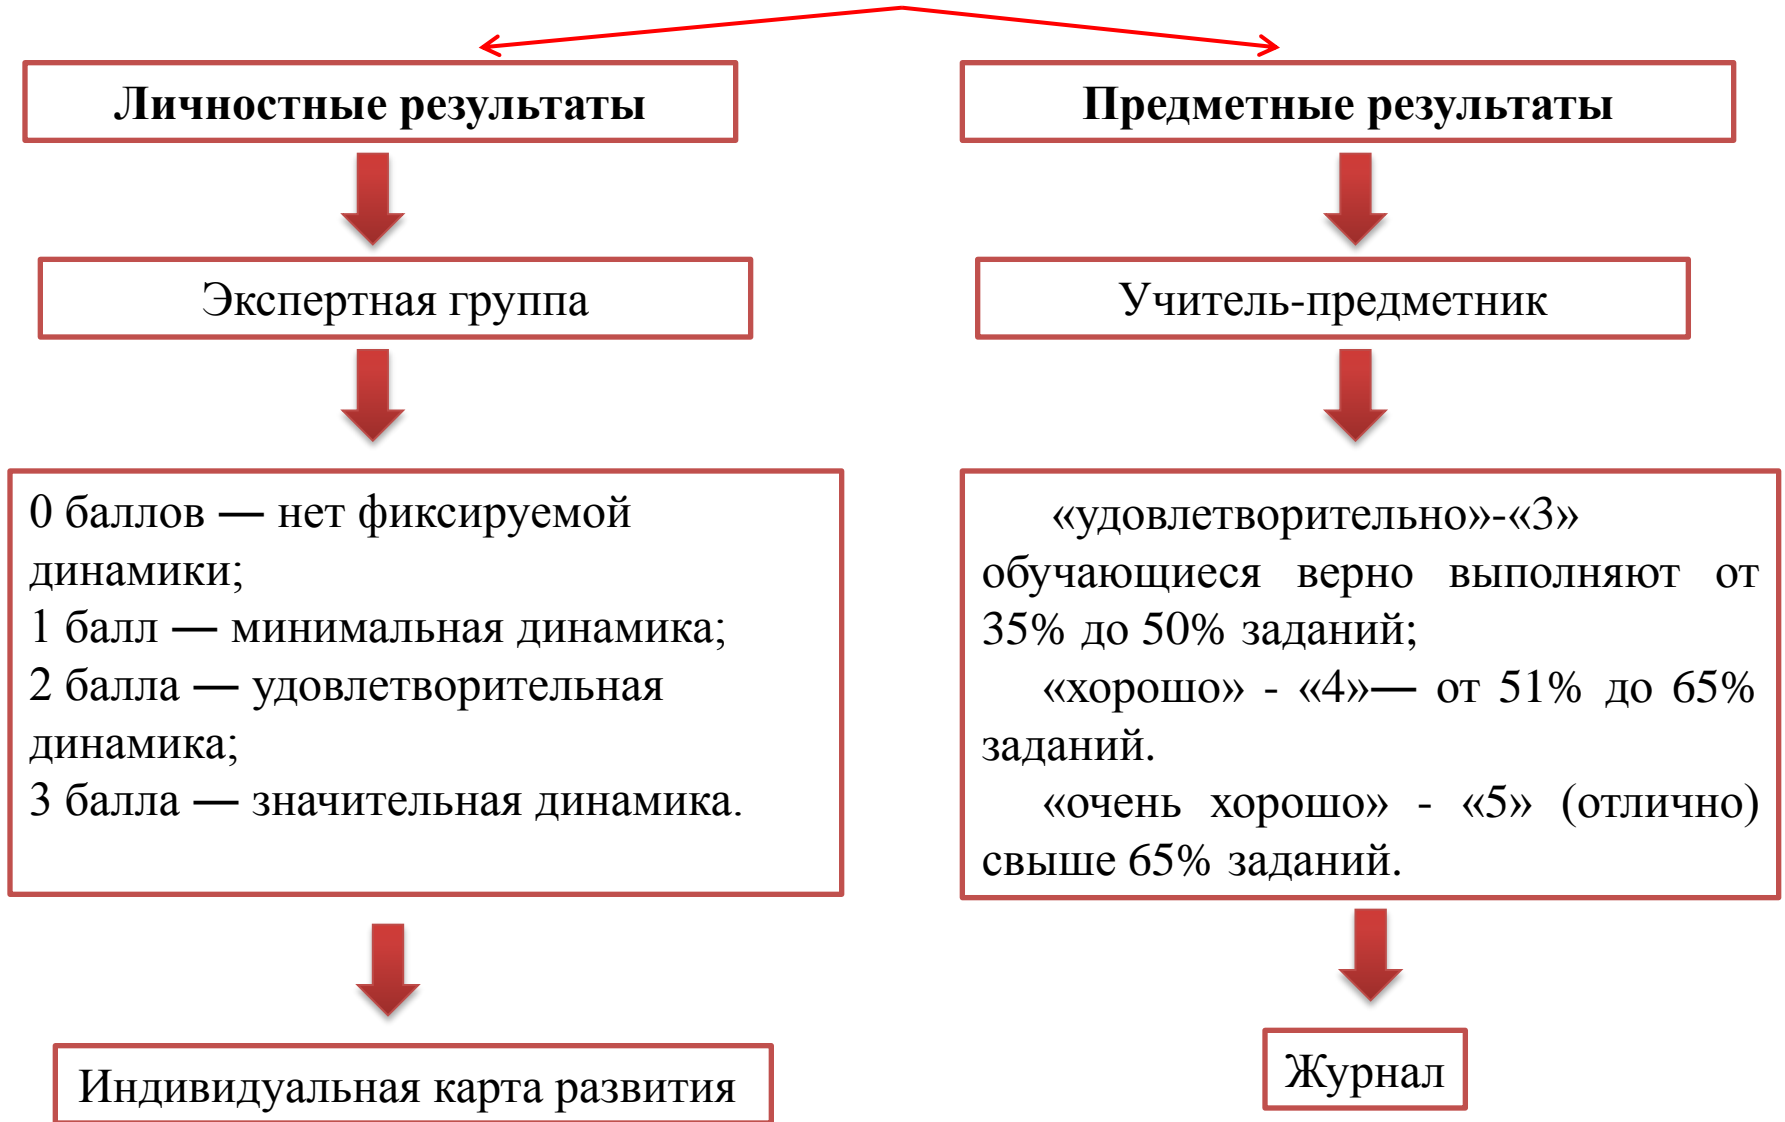 Личностные результаты
Экспертная группа
0 баллов — нет фиксируемой
динамики;
1 балл — минимальная динамика;
2 балла — удовлетворительная
динамика;
3 балла — значительная динамика.
Индивидуальная карта развития
Предметные результаты
Учитель-предметник
«удовлетворительно»-«3»
обучающиеся верно выполняют от
35% до 50% заданий;
«хорошо» - «4»— от 51% до 65%
заданий.
«очень хорошо» - «5» (отлично)
свыше 65% заданий.
Журнал